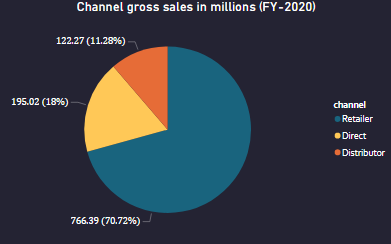 Channel gross sales in millions (FY-2020)
122.27 (11.28%)
195.02 (18%)
766.39 (70.72%)
channel
Retailer
Direct
Distributor